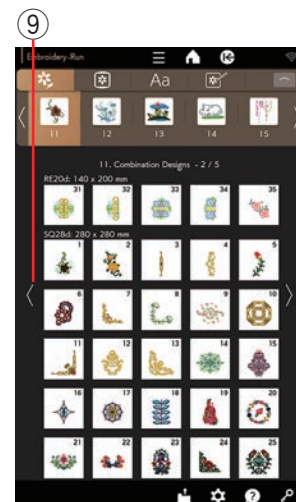 9
Embroidery-Run
Aa
11 12 13 14 15
11. Combination Designs - 2 / 5
RE20d: 140 x 200 mm
31 32 33 34 35
SQ28d: 280 x 280 mm
1 2 3 4 5
6 7 8 9 10
11 12 13 14 15
16 17 18 19 20
21 22 23 24 25
?